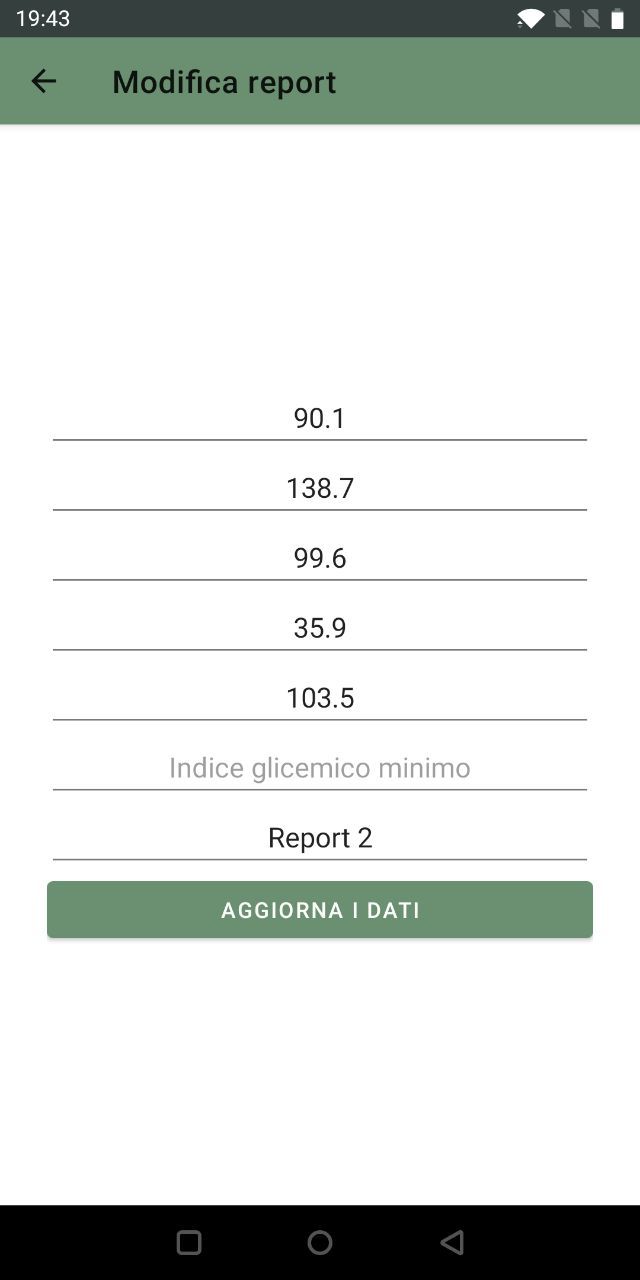 19:43
Modifica report
90.1
138.7
99.6
35.9
103.5
Indice glicemico minimo
Report 2
AGGIORNA I DATI